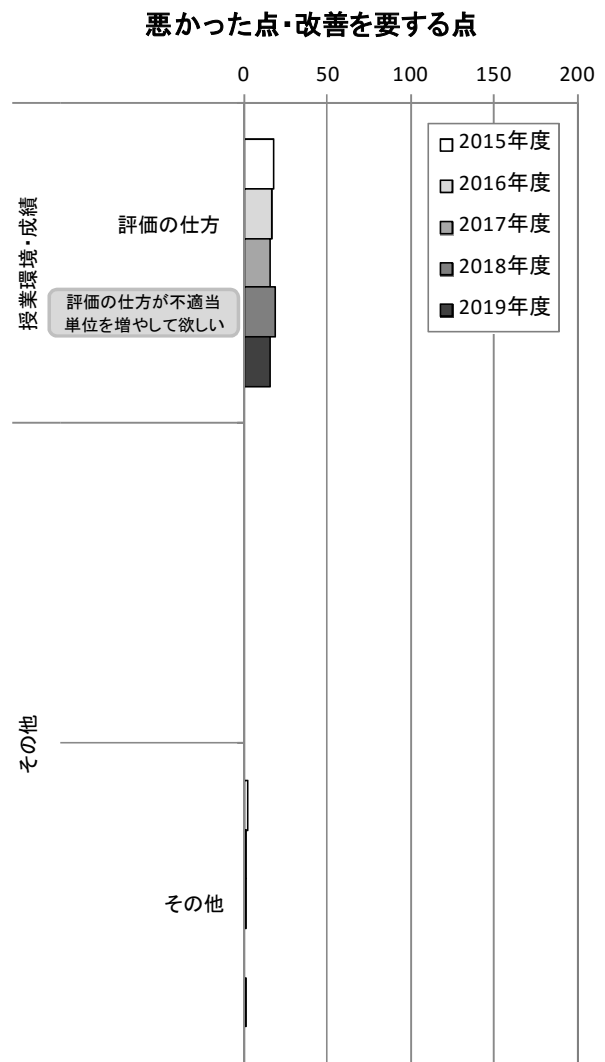 悪かった点・改善を要する点
0 50 100 150 200
2015年度
2016年度
2017年度
2018年度
2019年度
授業環境・成績
評価の仕方
評価の仕方が不適当
単位を増やして欲しい
その他
その他